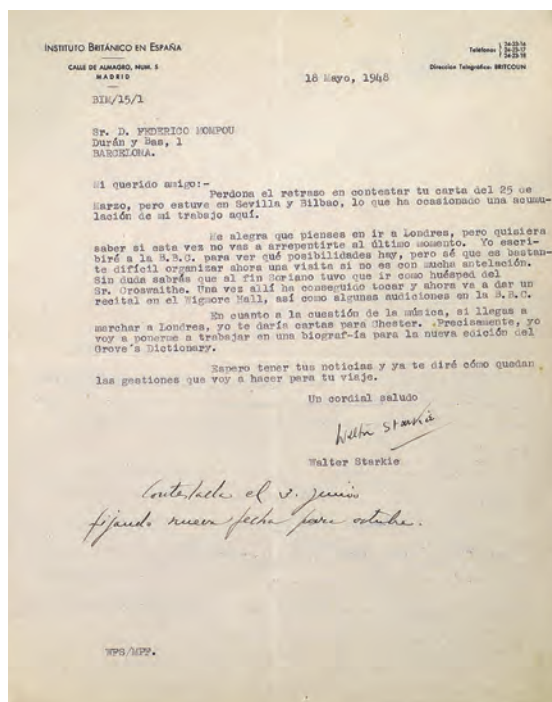 INSTITUTO BRITÁNICO EN ESPAÑA
CALLE DE ALMAGRO, NUM. 5
MADRID
Teléfonos
Dirección Telegráfica: BRITCOUN
18 Mayo, 1948
BIM/15/1
Sr. D. FEDERICO MOMPOU
Durán y Bas, 1
BARCELONA.
Mi querido amigo:-
Perdona el retraso en contestar tu carta del 25 de
Marzo, pero estuve en Sevilla y Bilbao, lo que ha ocasionado una acumu-
lación de mi trabajo aquí.
Me alegra que pienses en ir a Londres, pero quisiera
saber si esta vez no vas a arrepentirte al último momento. Yo escri-
biré a la B.B.C. para ver qué posibilidades hay, pero sé que es bastan-
te difícil organizar ahora una visita si no es con mucha antelación.
Sin duda sabrás que al fin Soriano tuvo que ir como huésped del
Sr. Croswaithe. Una vez allí ha conseguido tocar y ahora va a dar un
recital en el Wigmore Hall, así como algunas audiciones en la B.B.C.
En cuanto a la cuestión de la música, si llegas a
marchar a Londres, yo te daría cartas para Chester. Precisamente, yo
voy a ponerme a trabajar en una biograf-ía para la nueva edición del
Grove's Dictionary.
Espero tener tus noticias y ya te diré cómo quedan
las gestiones que voy a hacer para tu viaje.
Un cordial saludo
Walter Starkie
Walter Starkie
Contestada el 3. junio
fijando nueva fecha para octubre.
WFS/MPF.